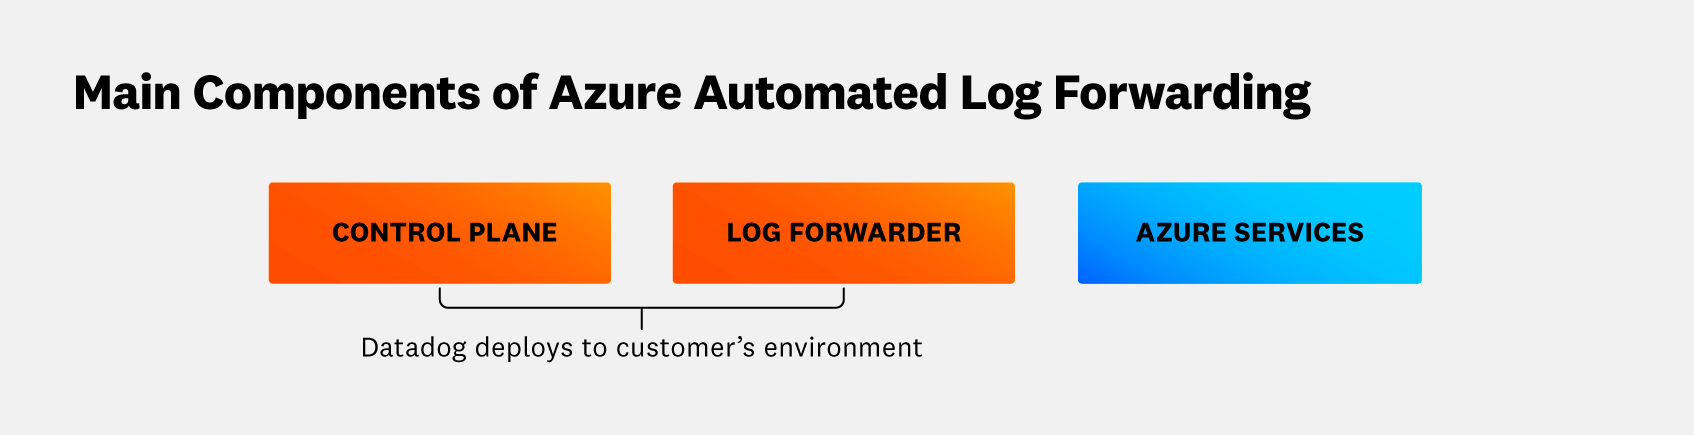 Main Components of Azure Automated Log Forwarding
CONTROL PLANE
LOG FORWARDER
AZURE SERVICES
Datadog deploys to customer’s environment